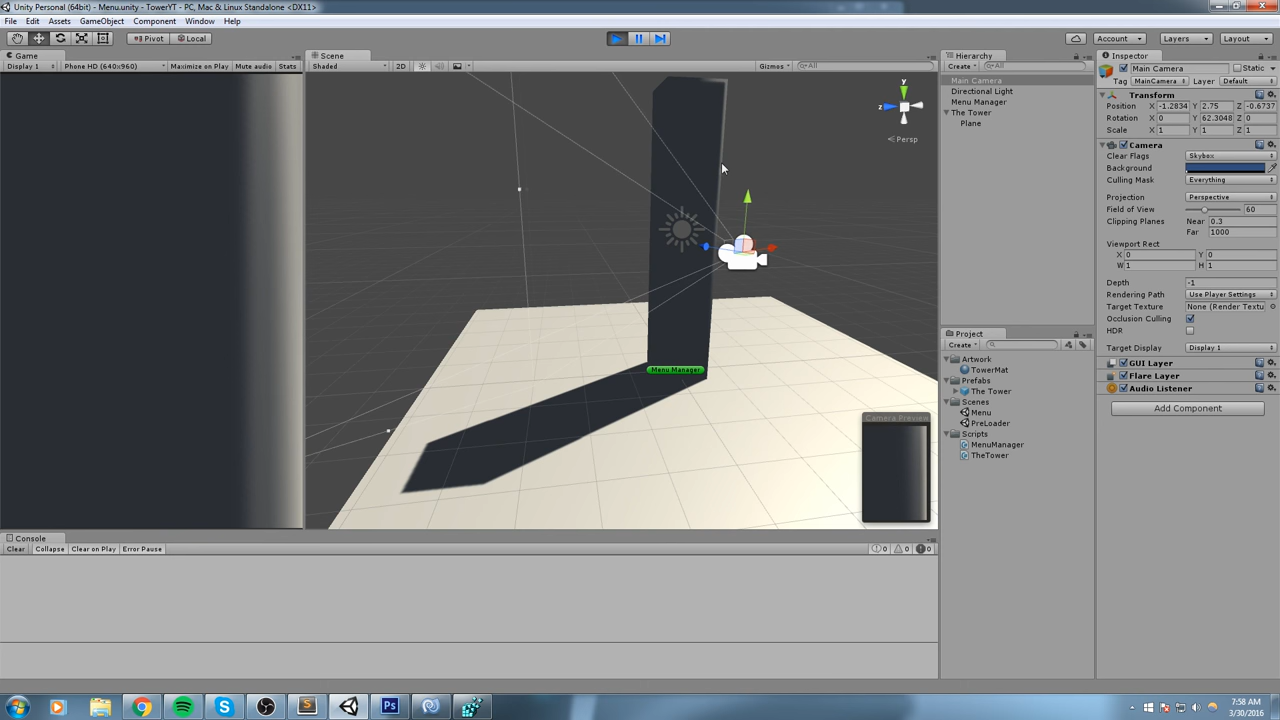 Unity Personal (64bit) - Menu.unity - TowerYT - PC, Mac & Linux Standalone <DX11>
File Edit Assets GameObject Component Window Help
Pivot Local Account Layers Layout
Game Scene Hierarchy Inspector
Display 1 Phone HD (640x960) Maximize on Play Mute audio Stats
Shaded 2D Gizmos All
Create All
Main Camera
Directional Light
Menu Manager
The Tower
Plane
Main Camera Static
Tag MainCamera Layer Default
Transform
Position X -1.2834 Y 2.75 Z -0.6737
Rotation X 0 Y 62.3048 Z 0
Scale X 1 Y 1 Z 1
Camera
Clear Flags Skybox
Background
Culling Mask Everything
Projection Perspective
Field of View 60
Clipping Planes Near 0.3
Far 1000
Viewport Rect
X 0 Y 0
W 1 H 1
Depth -1
Rendering Path Use Player Settings
Target Texture None (Render Textu
Occlusion Culling
HDR
Target Display Display 1
GUI Layer
Flare Layer
Audio Listener
Add Component
y
z
Persp
Menu Manager
Camera Preview
Project
Create
Artwork
TowerMat
Prefabs
The Tower
Scenes
Menu
PreLoader
Scripts
MenuManager
TheTower
Console
Clear Collapse Clear on Play Error Pause 0 0 0
Ps
7:58 AM
3/30/2016